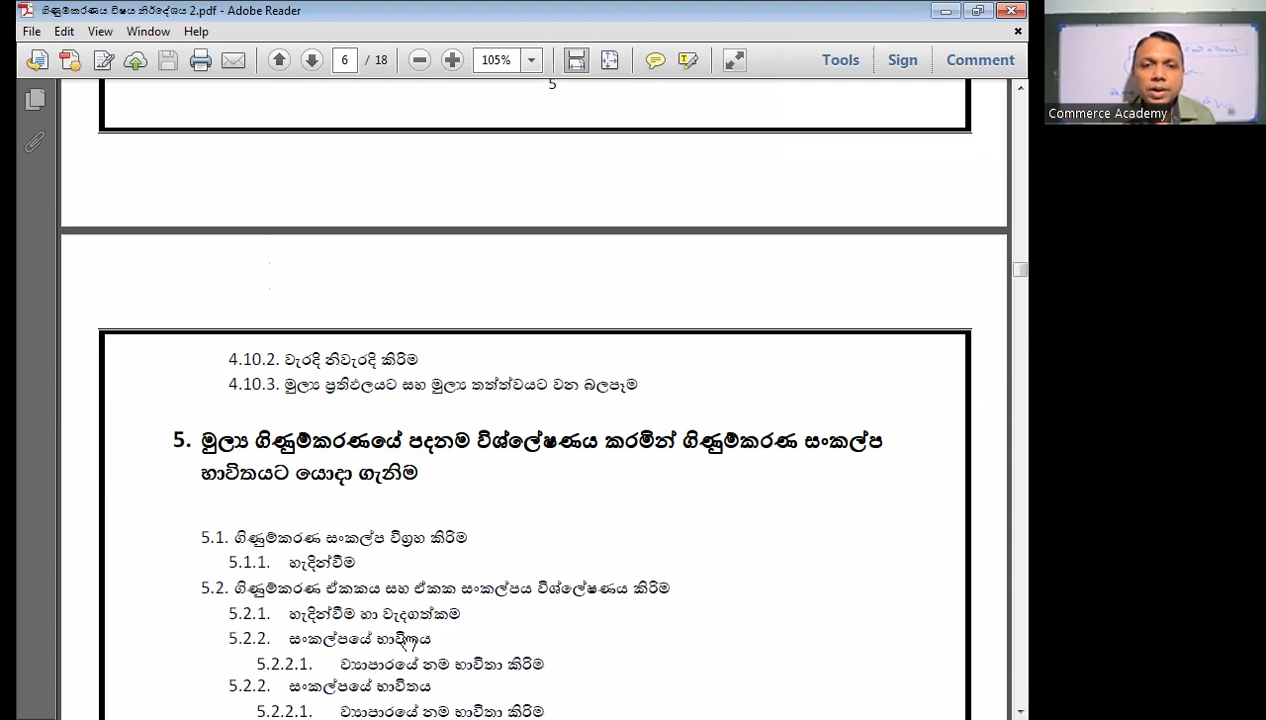 ගිණුම්කරණය විෂය නිර්දේශය 2.pdf - Adobe Reader
File Edit View Window Help
6 / 18 105% Tools Sign Comment
Commerce Academy
5
4.10.2. වැරදි නිවැරදි කිරිම
4.10.3. මුල්‍ය ප්‍රතිඵලයට සහ මුල්‍ය තත්ත්වයට වන බලපෑම
5. මුල්‍ය ගිණුම්කරණයේ පදනම විශ්ලේෂණය කරමින් ගිණුම්කරණ සංකල්ප
භාවිතයට යොදා ගැනිම
5.1. ගිණුම්කරණ සංකල්ප විග්‍රහ කිරිම
5.1.1. හැදින්වීම
5.2. ගිණුම්කරණ ඒකකය සහ ඒකක සංකල්පය විශ්ලේෂණය කිරිම
5.2.1. හැදින්වීම හා වැදගත්කම
5.2.2. සංකල්පයේ භාවිතය
5.2.2.1. ව්‍යාපාරයේ නම භාවිතා කිරිම
5.2.2. සංකල්පයේ භාවිතය
5.2.2.1. ව්‍යාපාරයේ නම භාවිතා කිරිම